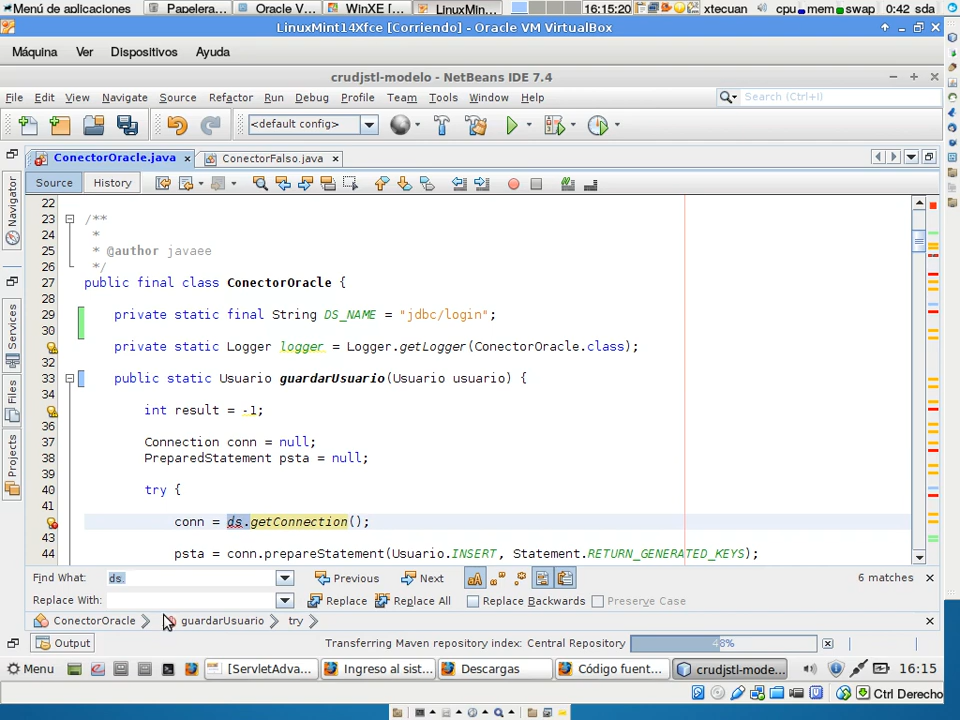 Menú de aplicaciones Papelera... Oracle V... WinXE [... LinuxMint... 16:15:20 xtecuan cpu mem swap 0:42 sda
LinuxMint14Xfce [Corriendo] - Oracle VM VirtualBox
Máquina Ver Dispositivos Ayuda
crudjstl-modelo - NetBeans IDE 7.4
File Edit View Navigate Source Refactor Run Debug Profile Team Tools Window Help Search (Ctrl+I)
<default config>
ConectorOracle.java ConectorFalso.java
Source History
Navigator
Services
Files
Projects
22
23 /**
24 *
25 * @author javaee
26 */
27 public final class ConectorOracle {
28
29 private static final String DS_NAME = "jdbc/login";
30
private static Logger logger = Logger.getLogger(ConectorOracle.class);
32
33 public static Usuario guardarUsuario(Usuario usuario) {
34
int result = -1;
36
37 Connection conn = null;
38 PreparedStatement psta = null;
39
40 try {
41
conn = ds.getConnection();
43
44 psta = conn.prepareStatement(Usuario.INSERT, Statement.RETURN_GENERATED_KEYS);
Find What: ds. Previous Next 6 matches
Replace With: Replace Replace All Replace Backwards Preserve Case
ConectorOracle guardarUsuario try
Output Transferring Maven repository index: Central Repository 48%
Menu [ServletAdva... Ingreso al sist... Descargas Código fuent... crudjstl-mode... 16:15
Ctrl Derecho